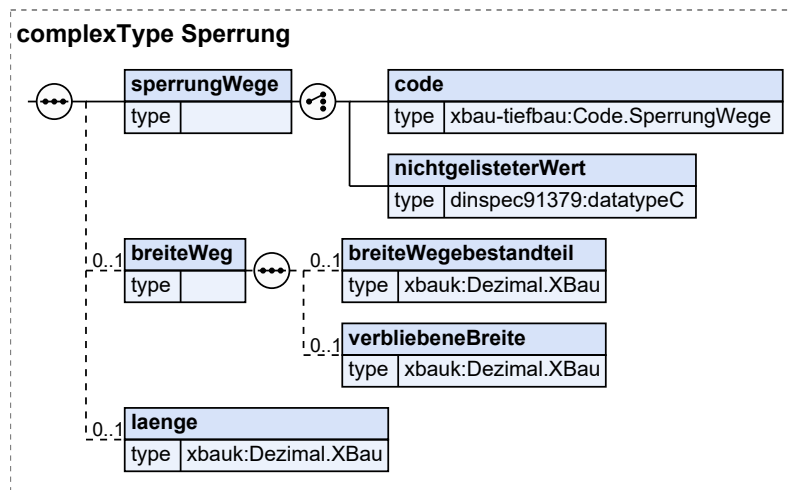 complexType Sperrung
sperrungWege
type
code
type xbau-tiefbau:Code.SperrungWege
nichtgelisteterWert
type dinspec91379:datatypeC
0..1
breiteWeg
type
0..1
breiteWegebestandteil
type xbauk:Dezimal.XBau
0..1
verbliebeneBreite
type xbauk:Dezimal.XBau
0..1
laenge
type xbauk:Dezimal.XBau